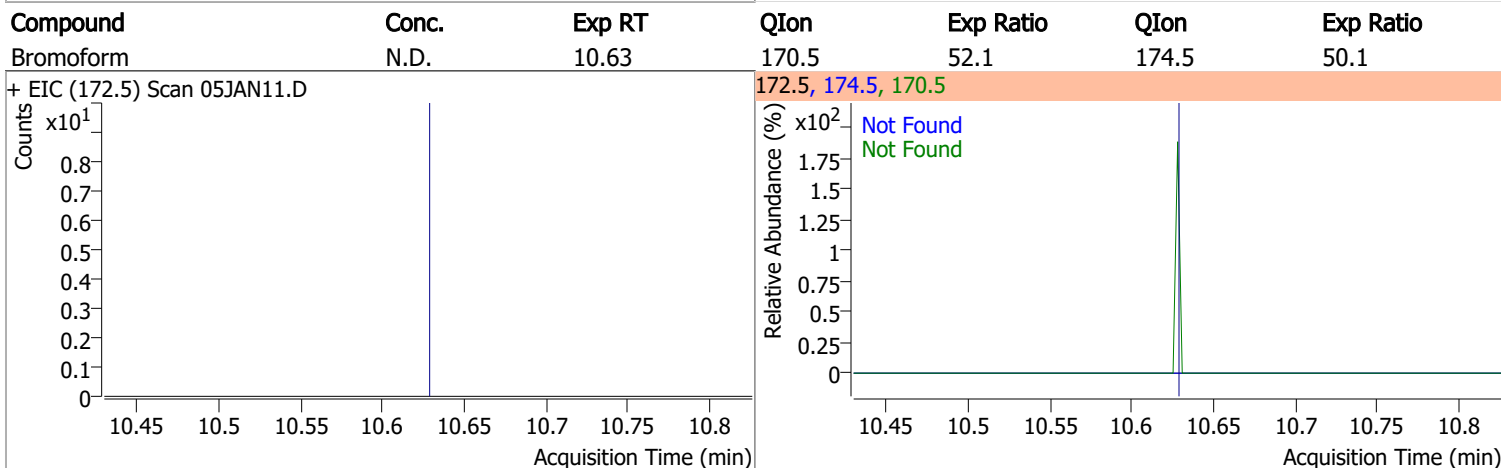 Compound Conc. Exp RT QIon Exp Ratio QIon Exp Ratio
Bromoform N.D. 10.63 170.5 52.1 174.5 50.1
+ EIC (172.5) Scan 05JAN11.D
Counts
x10¹
0.8
0.7
0.6
0.5
0.4
0.3
0.2
0.1
0
10.45 10.5 10.55 10.6 10.65 10.7 10.75 10.8
Acquisition Time (min)
172.5, 174.5, 170.5
Relative Abundance (%)
x10²
Not Found
Not Found
1.75
1.5
1.25
1
0.75
0.5
0.25
0
10.45 10.5 10.55 10.6 10.65 10.7 10.75 10.8
Acquisition Time (min)